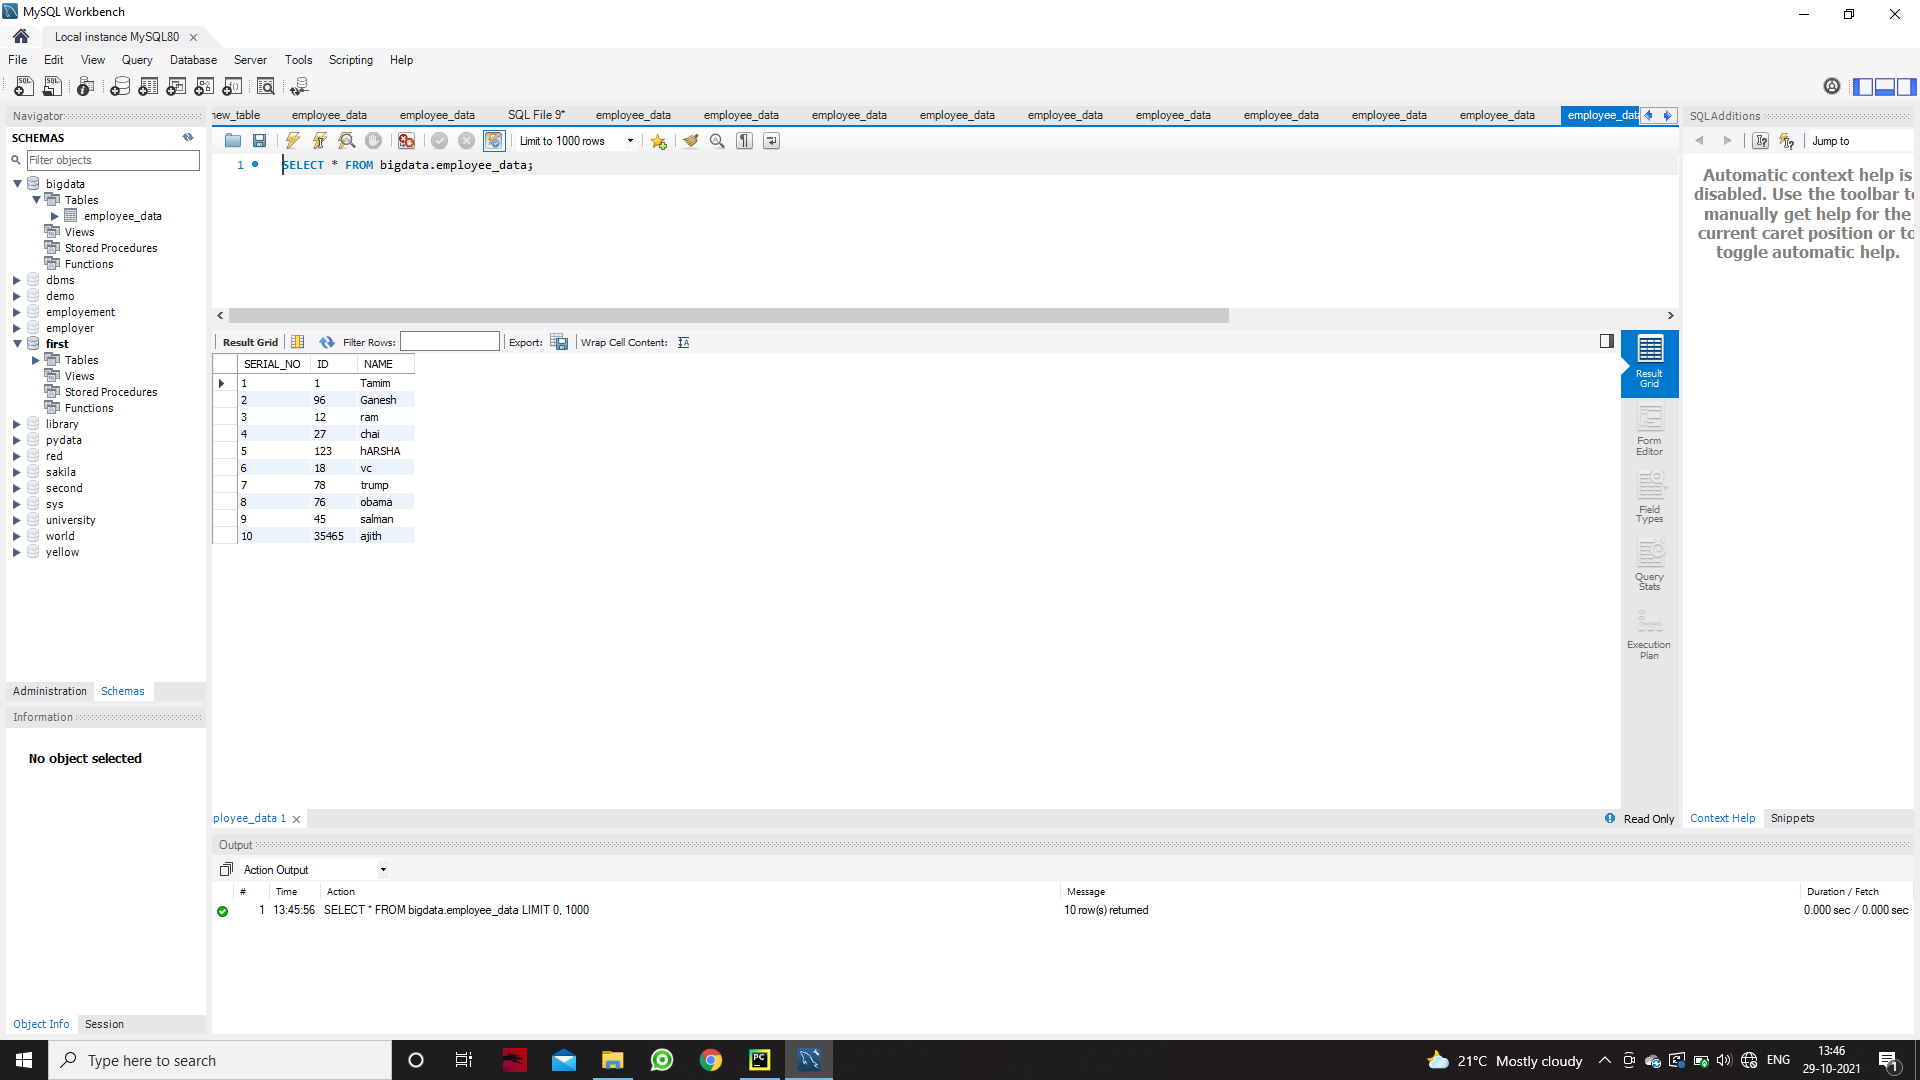 MySQL Workbench
Local instance MySQL80
File Edit View Query Database Server Tools Scripting Help
Navigator
SCHEMAS
Filter objects
bigdata
Tables
employee_data
Views
Stored Procedures
Functions
dbms
demo
employement
employer
first
Tables
Views
Stored Procedures
Functions
library
pydata
red
sakila
second
sys
university
world
yellow
Administration Schemas
Information
No object selected
Object Info Session
new_table employee_data employee_data SQL File 9* employee_data employee_data employee_data employee_data employee_data employee_data employee_data employee_data employee_data employee_data
Limit to 1000 rows
1 SELECT * FROM bigdata.employee_data;
Result Grid Filter Rows: Export: Wrap Cell Content:
SERIAL_NO ID NAME
1 1 Tamim
2 96 Ganesh
3 12 ram
4 27 chai
5 123 hARSHA
6 18 vc
7 78 trump
8 76 obama
9 45 salman
10 35465 ajith
Result
Grid
Form
Editor
Field
Types
Query
Stats
Execution
Plan
ployee_data 1
Read Only
SQLAdditions
Jump to
Automatic context help is
disabled. Use the toolbar to
manually get help for the
current caret position or to
toggle automatic help.
Context Help Snippets
Output
Action Output
# Time Action Message Duration / Fetch
1 13:45:56 SELECT * FROM bigdata.employee_data LIMIT 0, 1000 10 row(s) returned 0.000 sec / 0.000 sec
Type here to search
PC
21°C Mostly cloudy
ENG
13:46
29-10-2021
1